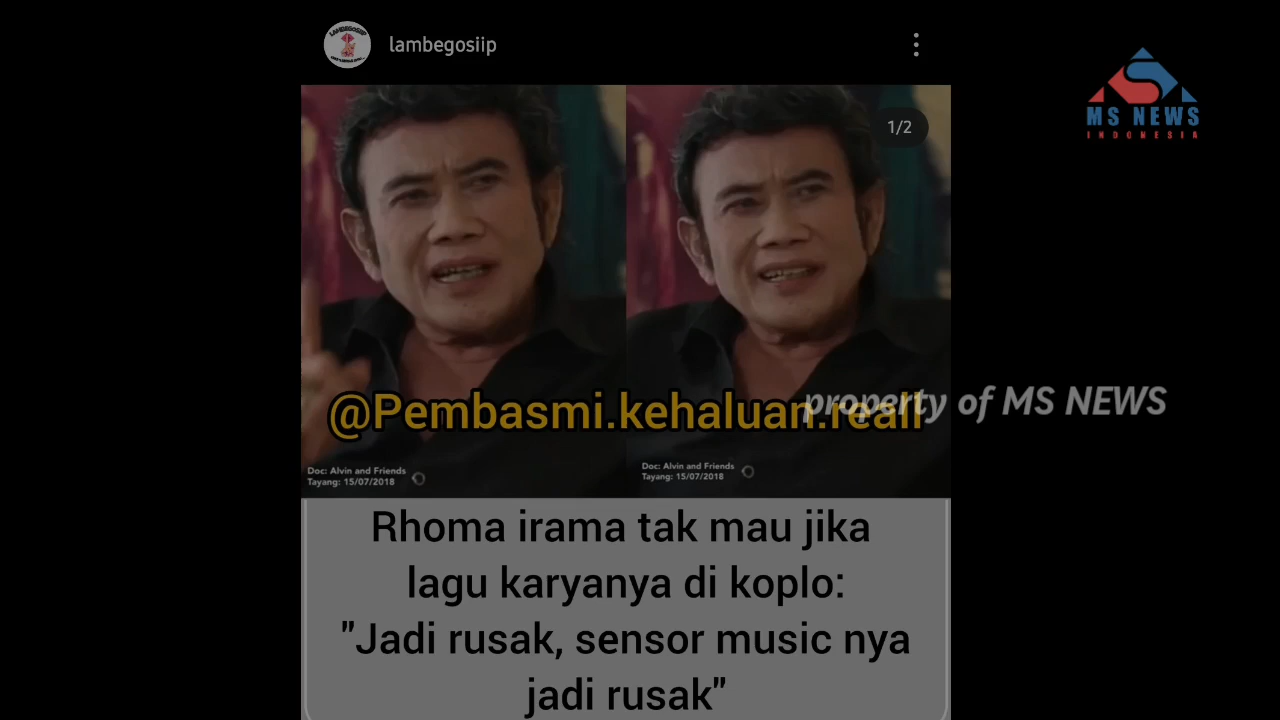 lambegosiip
1/2
MS NEWS
INDONESIA
@Pembasmi.kehaluan.reall
property of MS NEWS
Doc: Alvin and Friends
Tayang: 15/07/2018
Doc: Alvin and Friends
Tayang: 15/07/2018
Rhoma irama tak mau jika
lagu karyanya di koplo:
"Jadi rusak, sensor music nya
jadi rusak"